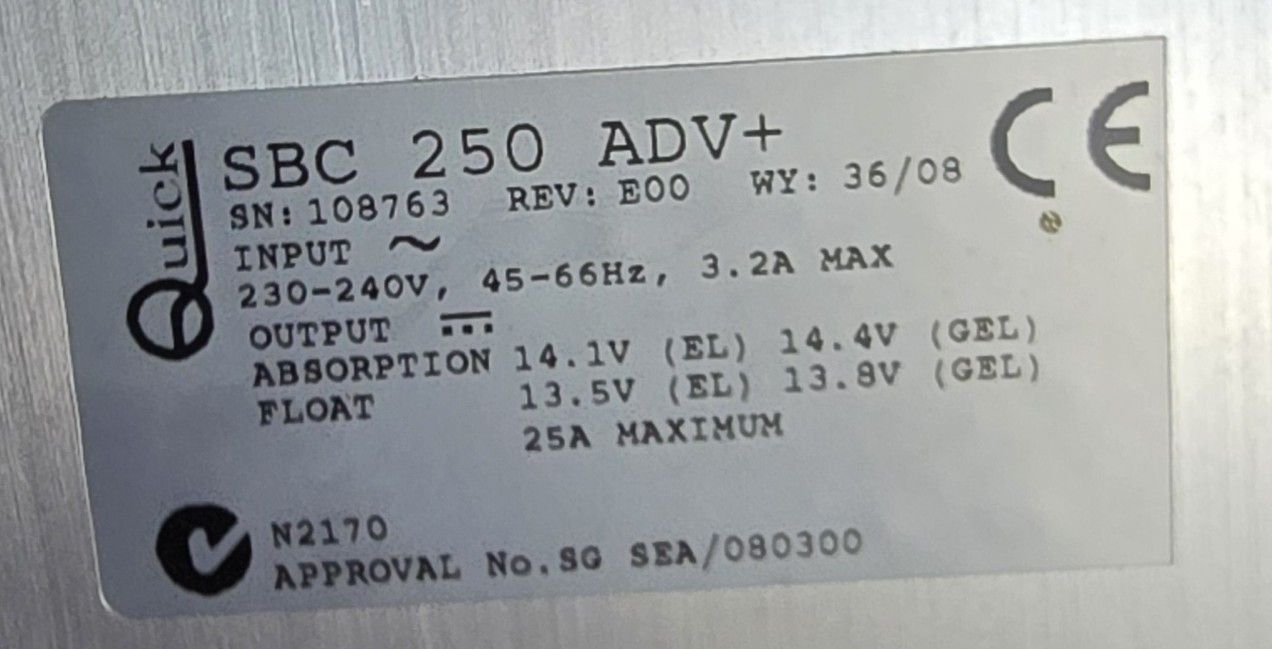 Quick
SBC 250 ADV+
SN:108763 REV: E00 WY: 36/08
INPUT ~
230-240V, 45-66Hz, 3.2A MAX
OUTPUT ⎓
ABSORPTION 14.1V (EL) 14.4V (GEL)
FLOAT 13.5V (EL) 13.8V (GEL)
25A MAXIMUM
CE
N2170
APPROVAL No.SG SEA/080300